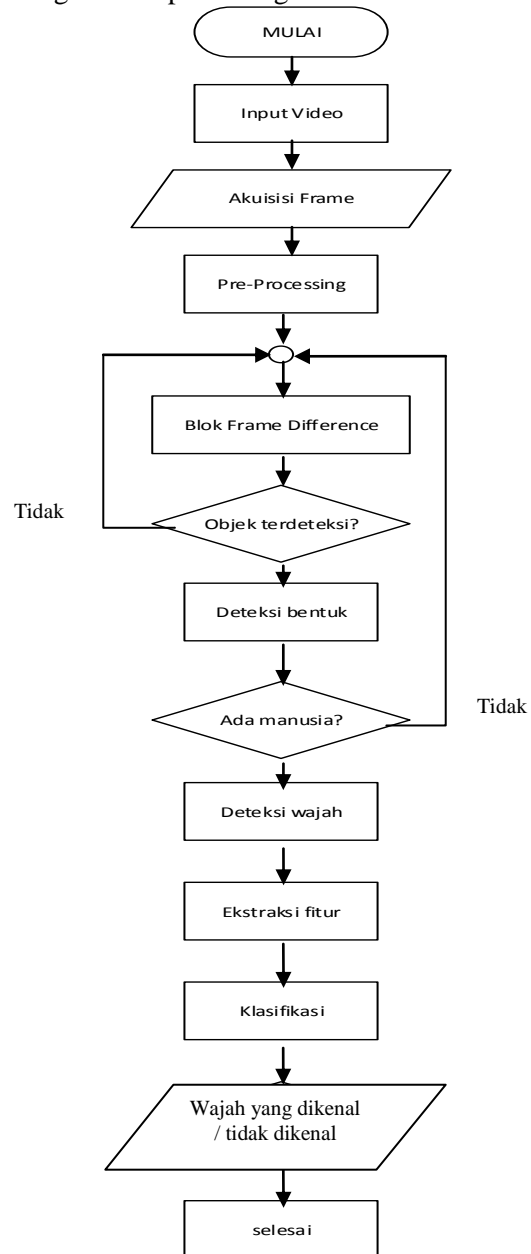 MULAI
Input Video
Akuisisi Frame
Pre-Processing
Blok Frame Difference
Tidak
Objek terdeteksi?
Deteksi bentuk
Ada manusia?
Tidak
Deteksi wajah
Ekstraksi fitur
Klasifikasi
Wajah yang dikenal
/ tidak dikenal
selesai